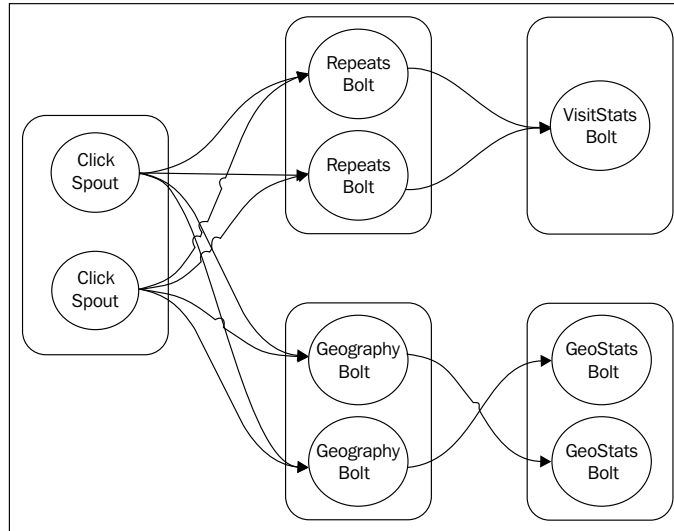 Click
Spout
Click
Spout
Repeats
Bolt
Repeats
Bolt
Geography
Bolt
Geography
Bolt
VisitStats
Bolt
GeoStats
Bolt
GeoStats
Bolt